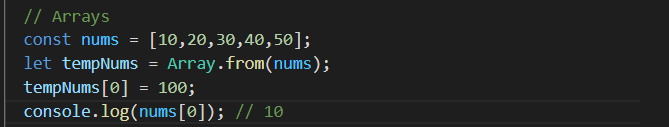 // Arrays
const nums = [10,20,30,40,50];
let tempNums = Array.from(nums);
tempNums[0] = 100;
console.log(nums[0]); // 10